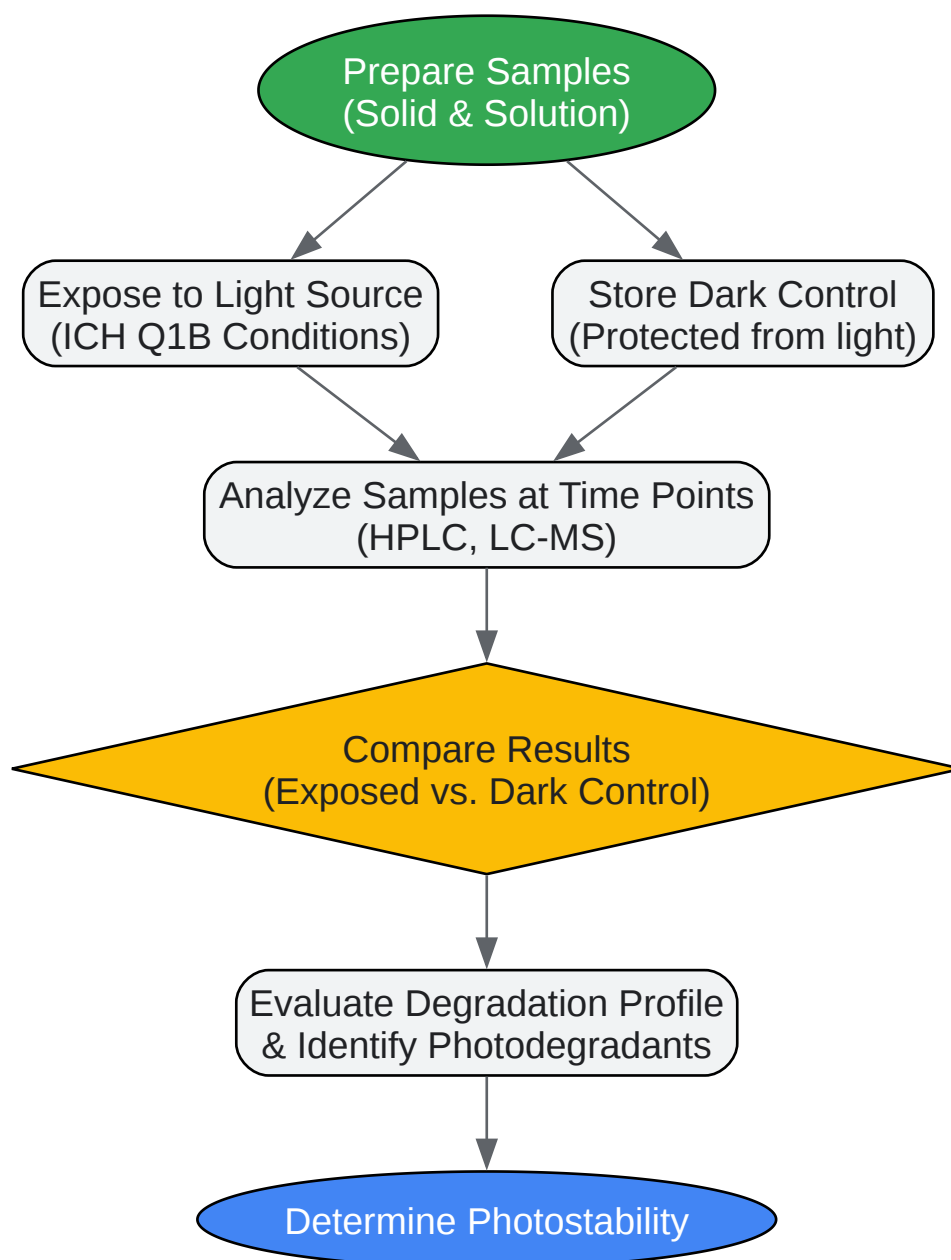 Prepare Samples
(Solid & Solution)
Expose to Light Source
(ICH Q1B Conditions)
Store Dark Control
(Protected from light)
Analyze Samples at Time Points
(HPLC, LC-MS)
Compare Results
(Exposed vs. Dark Control)
Evaluate Degradation Profile
& Identify Photodegradants
Determine Photostability